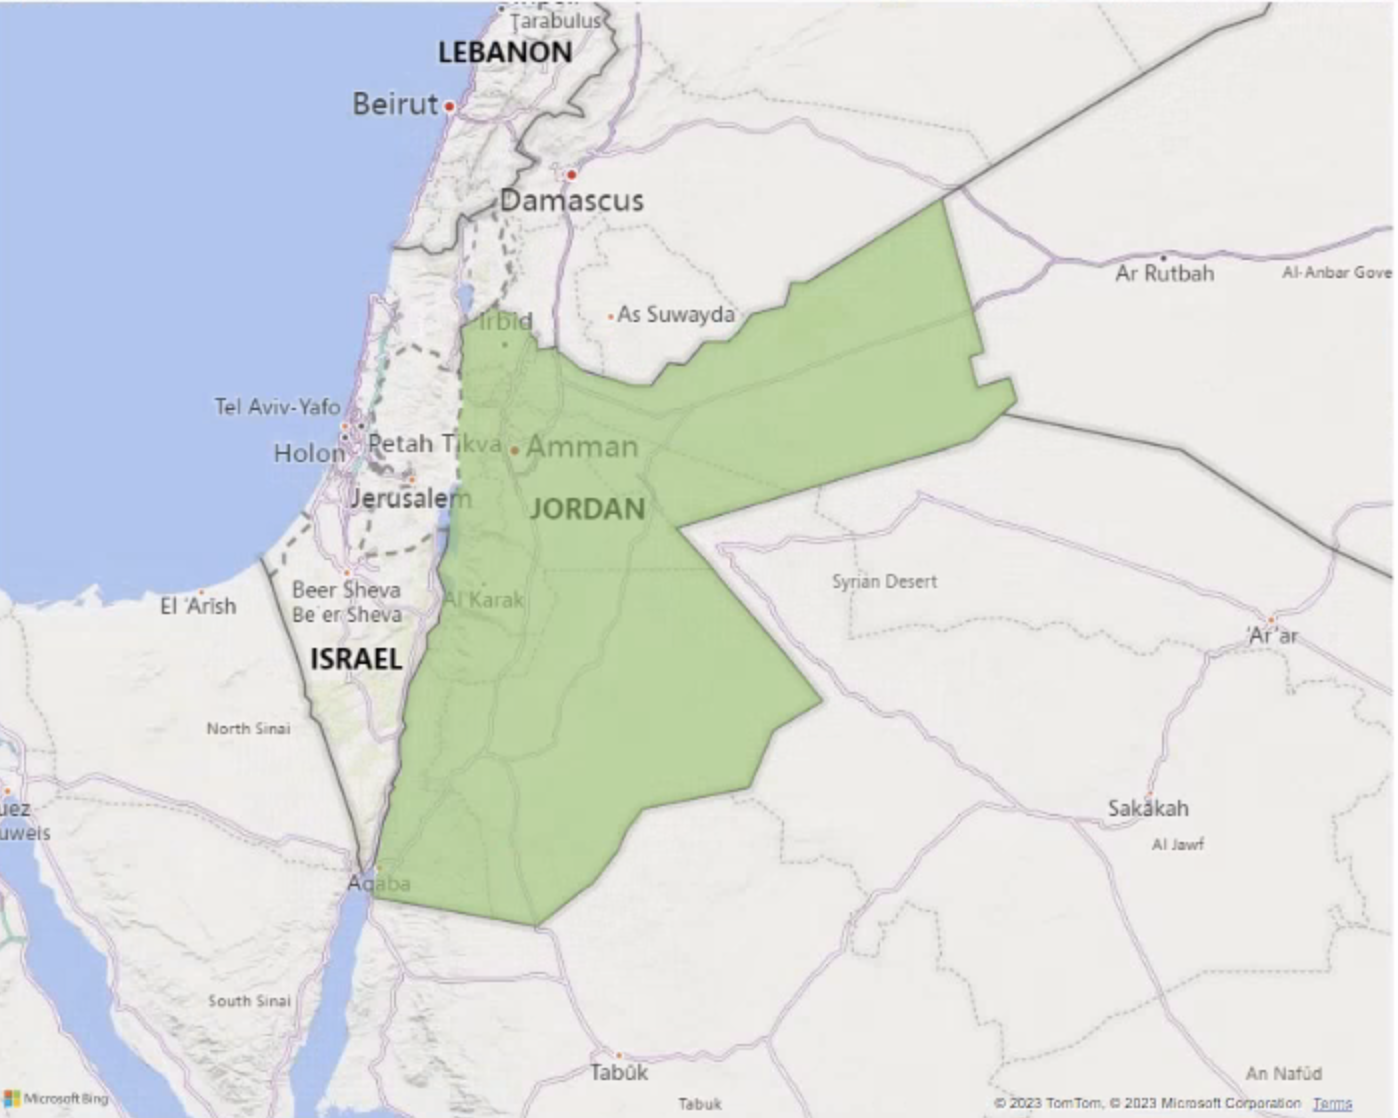 Tarabulus
LEBANON
Beirut
Damascus
Ar Rutbah
Al-Anbar Gove
Irbid
As Suwayda
Tel Aviv-Yafo
Petah Tikva
Amman
Holon
Jerusalem
JORDAN
Syrian Desert
Beer Sheva
Be'er Sheva
Al Karak
El 'Arīsh
'Ar'ar
ISRAEL
North Sinai
uez
uweis
Sakākah
Al Jawf
Aqaba
South Sinai
Tabūk
An Nafūd
Tabuk
Microsoft Bing
© 2023 TomTom, © 2023 Microsoft Corporation Terms